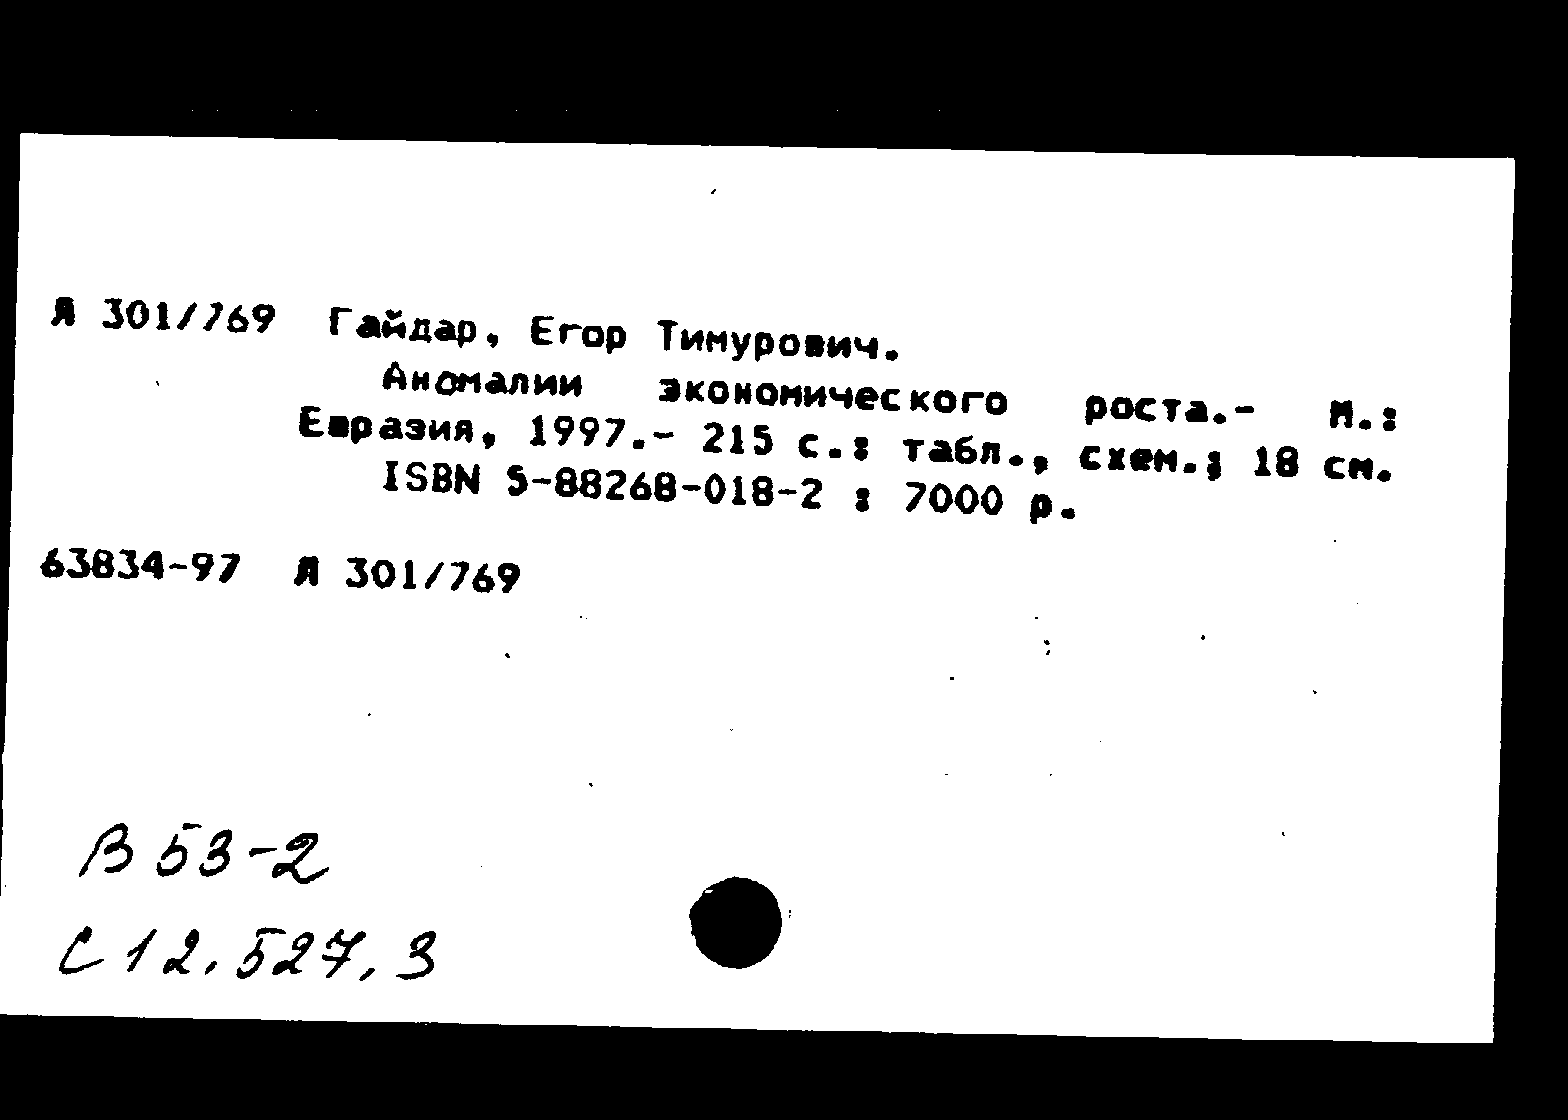 Л 301/769 Гайдар, Егор Тимурович.
Аномалии экономического роста.- М.:
Евразия, 1997.- 215 с.: табл., схем.; 18 см.
ISBN 5-88268-018-2 : 7000 р.
63834-97 Л 301/769
В 53-2
С 12.527.3